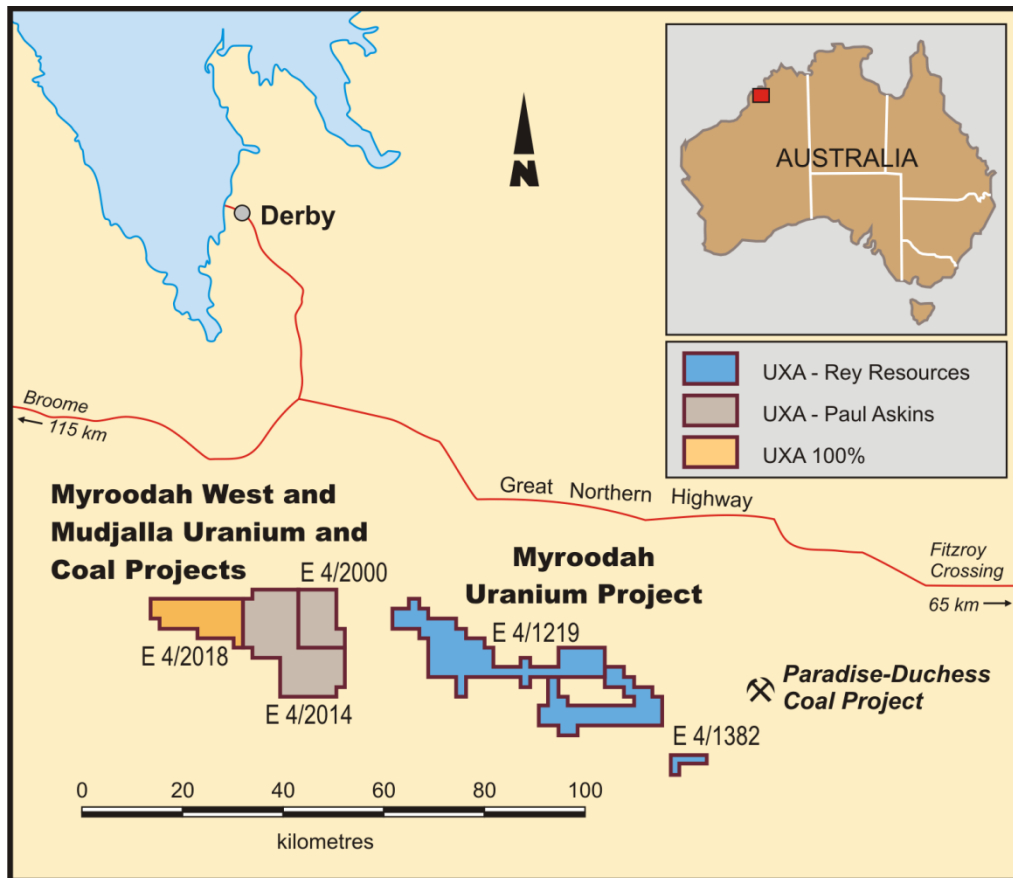 AUSTRALIA
N
Derby
UXA - Rey Resources
UXA - Paul Askins
UXA 100%
Broome
115 km
Great Northern Highway
Myroodah West and
Mudjalla Uranium and
Coal Projects
Myroodah
Uranium Project
Fitzroy
Crossing
65 km
E 4/2000
E 4/1219
E 4/2018
E 4/2014
Paradise-Duchess
Coal Project
E 4/1382
0 20 40 60 80 100
kilometres